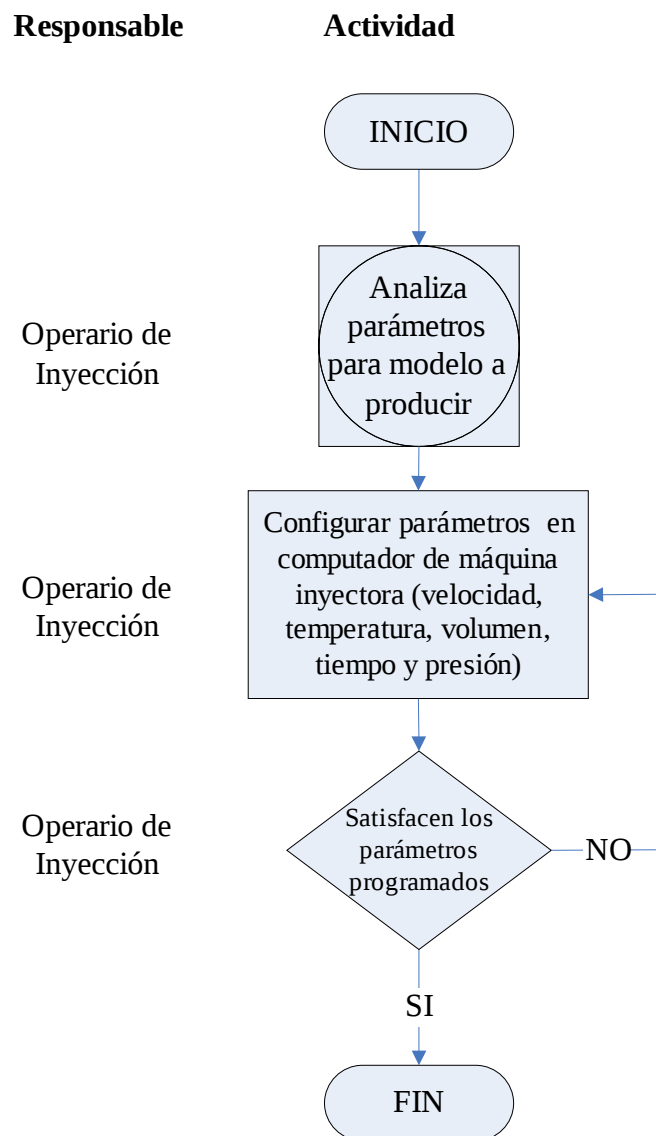 Responsable Actividad
INICIO
Operario de
Inyección
Analiza
parámetros
para modelo a
producir
Operario de
Inyección
Configurar parámetros en
computador de máquina
inyectora (velocidad,
temperatura, volumen,
tiempo y presión)
Operario de
Inyección
Satisfacen los
parámetros
programados
NO
SI
FIN